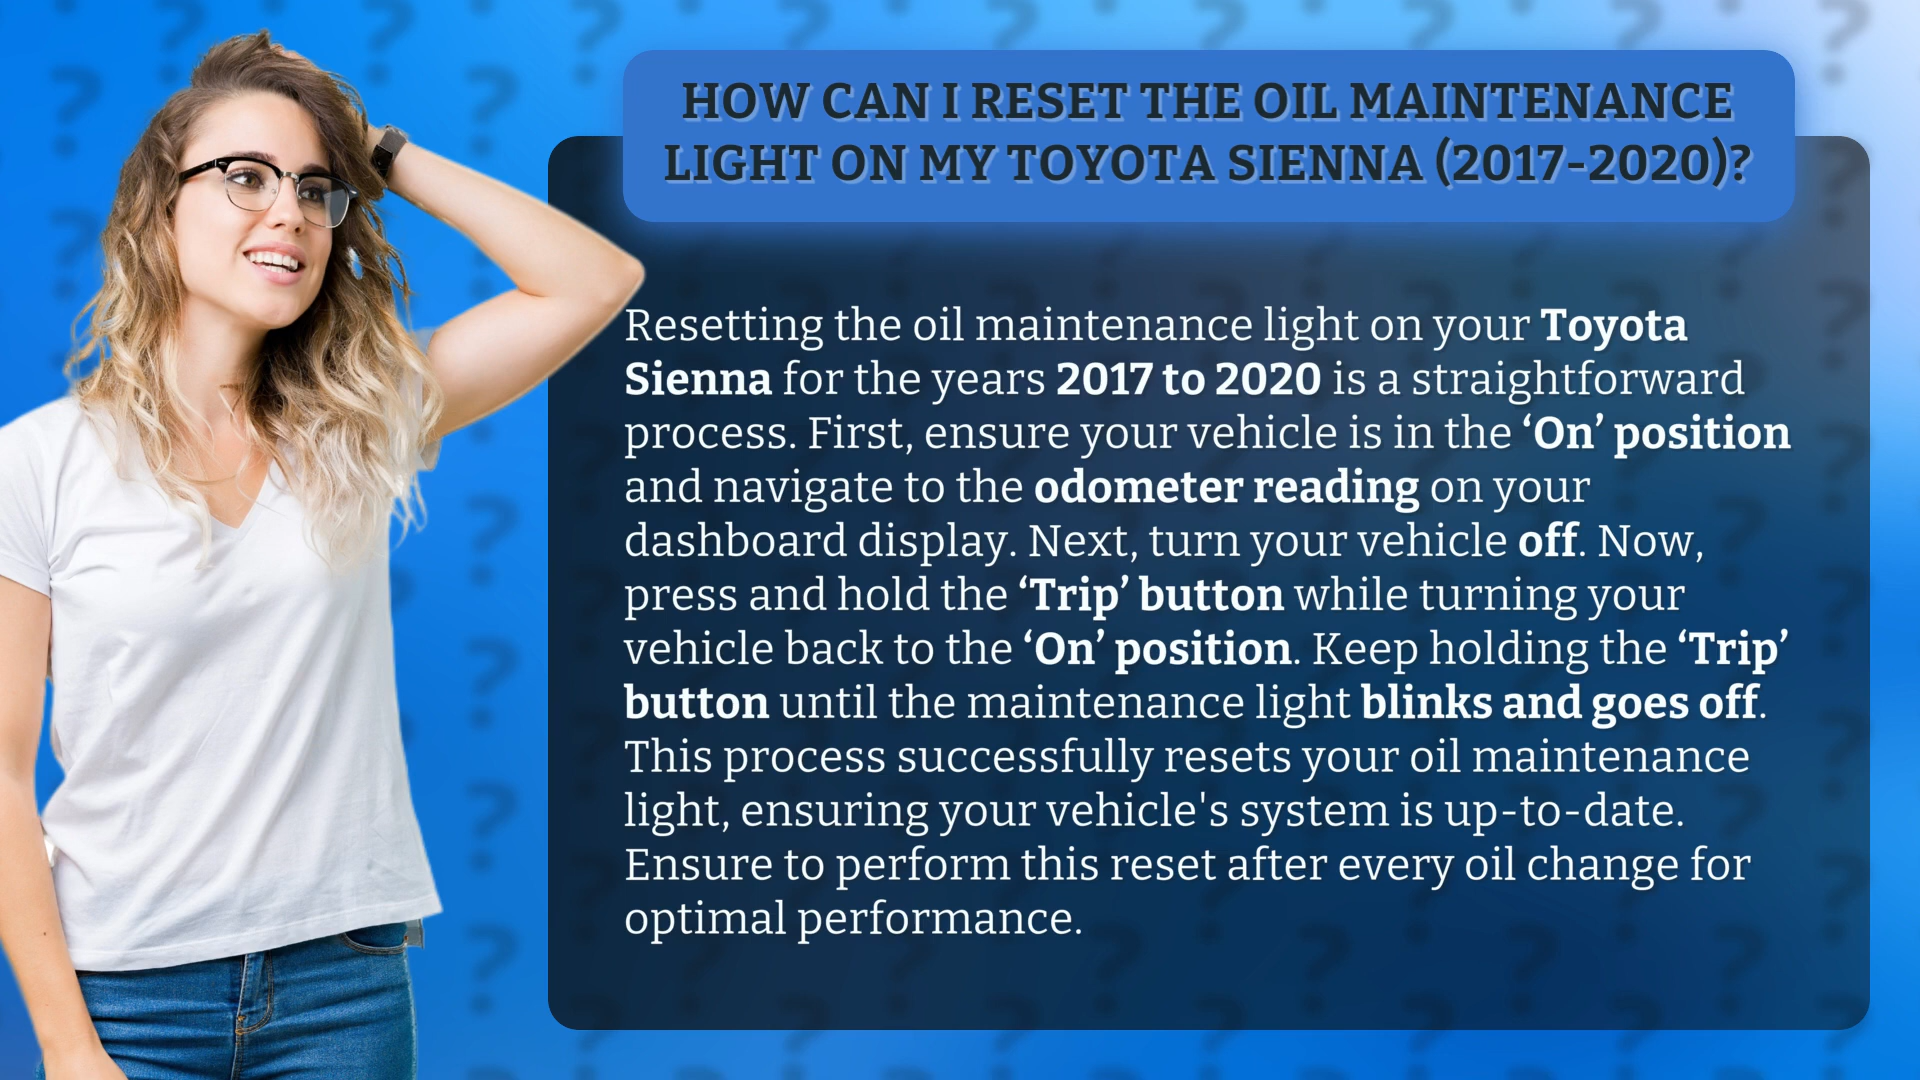 HOW CAN I RESET THE OIL MAINTENANCE
LIGHT ON MY TOYOTA SIENNA (2017-2020)?
Resetting the oil maintenance light on your Toyota
Sienna for the years 2017 to 2020 is a straightforward
process. First, ensure your vehicle is in the ‘On’ position
and navigate to the odometer reading on your
dashboard display. Next, turn your vehicle off. Now,
press and hold the ‘Trip’ button while turning your
vehicle back to the ‘On’ position. Keep holding the ‘Trip’
button until the maintenance light blinks and goes off.
This process successfully resets your oil maintenance
light, ensuring your vehicle's system is up-to-date.
Ensure to perform this reset after every oil change for
optimal performance.